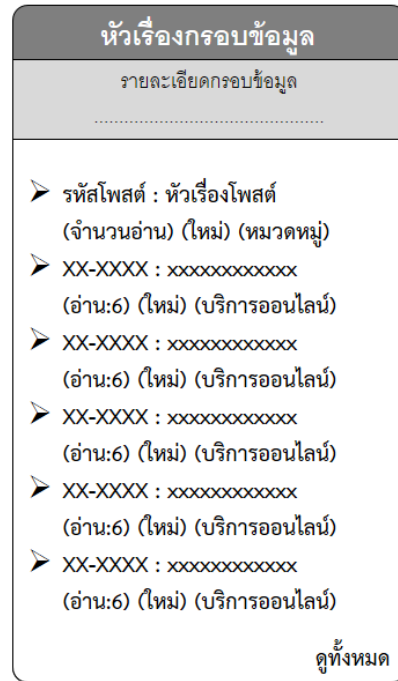 หัวเรื่องกรอบข้อมูล
รายละเอียดกรอบข้อมูล
..............................................
➢ รหัสโพสต์ : หัวเรื่องโพสต์
(จำนวนอ่าน) (ใหม่) (หมวดหมู่)
➢ XX-XXXX : xxxxxxxxxxxx
(อ่าน:6) (ใหม่) (บริการออนไลน์)
➢ XX-XXXX : xxxxxxxxxxxx
(อ่าน:6) (ใหม่) (บริการออนไลน์)
➢ XX-XXXX : xxxxxxxxxxxx
(อ่าน:6) (ใหม่) (บริการออนไลน์)
➢ XX-XXXX : xxxxxxxxxxxx
(อ่าน:6) (ใหม่) (บริการออนไลน์)
➢ XX-XXXX : xxxxxxxxxxxx
(อ่าน:6) (ใหม่) (บริการออนไลน์)
ดูทั้งหมด